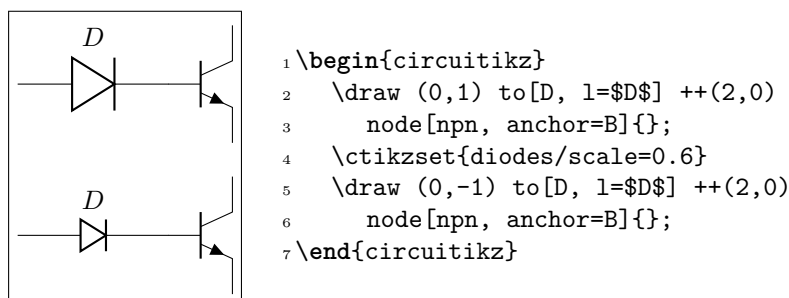 D
D
1 \begin{circuitikz}
2 \draw (0,1) to[D, l=$D$] ++(2,0)
3 node[npn, anchor=B]{};
4 \ctikzset{diodes/scale=0.6}
5 \draw (0,-1) to[D, l=$D$] ++(2,0)
6 node[npn, anchor=B]{};
7 \end{circuitikz}